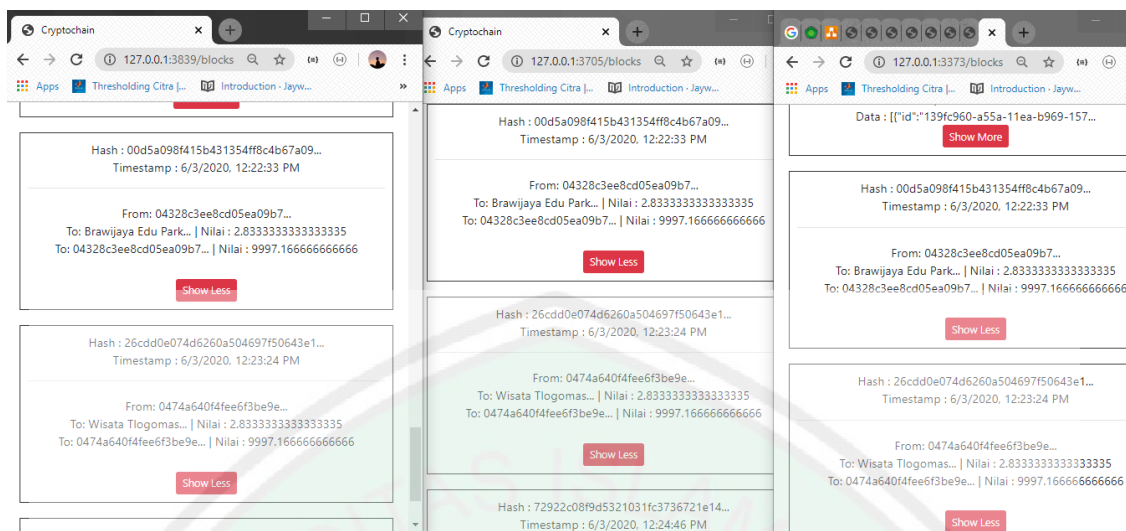 Cryptochain
127.0.0.1:3839/blocks
Apps
Thresholding Citra |...
Introduction - Jayw...
»
Hash : 00d5a098f415b431354ff8c4b67a09...
Timestamp : 6/3/2020, 12:22:33 PM
From: 04328c3ee8cd05ea09b7...
To: Brawijaya Edu Park... | Nilai : 2.8333333333333335
To: 04328c3ee8cd05ea09b7... | Nilai : 9997.166666666666
Show Less
Hash : 26cdd0e074d6260a504697f50643e1...
Timestamp : 6/3/2020, 12:23:24 PM
From: 0474a640f4fee6f3be9e...
To: Wisata Tlogomas... | Nilai : 2.8333333333333335
To: 0474a640f4fee6f3be9e... | Nilai : 9997.166666666666
Show Less
Cryptochain
127.0.0.1:3705/blocks
Apps
Thresholding Citra |...
Introduction - Jayw...
Hash : 00d5a098f415b431354ff8c4b67a09...
Timestamp : 6/3/2020, 12:22:33 PM
From: 04328c3ee8cd05ea09b7...
To: Brawijaya Edu Park... | Nilai : 2.8333333333333335
To: 04328c3ee8cd05ea09b7... | Nilai : 9997.166666666666
Show Less
Hash : 26cdd0e074d6260a504697f50643e1...
Timestamp : 6/3/2020, 12:23:24 PM
From: 0474a640f4fee6f3be9e...
To: Wisata Tlogomas... | Nilai : 2.8333333333333335
To: 0474a640f4fee6f3be9e... | Nilai : 9997.166666666666
Show Less
Hash : 72922c08f9d5321031fc3736721e14...
Timestamp : 6/3/2020, 12:24:46 PM
127.0.0.1:3373/blocks
Apps
Thresholding Citra |...
Introduction - Jayw...
Data : [{"id":"139fc960-a55a-11ea-b969-157...
Show More
Hash : 00d5a098f415b431354ff8c4b67a09...
Timestamp : 6/3/2020, 12:22:33 PM
From: 04328c3ee8cd05ea09b7...
To: Brawijaya Edu Park... | Nilai : 2.8333333333333335
To: 04328c3ee8cd05ea09b7... | Nilai : 9997.166666666666
Show Less
Hash : 26cdd0e074d6260a504697f50643e1...
Timestamp : 6/3/2020, 12:23:24 PM
From: 0474a640f4fee6f3be9e...
To: Wisata Tlogomas... | Nilai : 2.8333333333333335
To: 0474a640f4fee6f3be9e... | Nilai : 9997.166666666666
Show Less